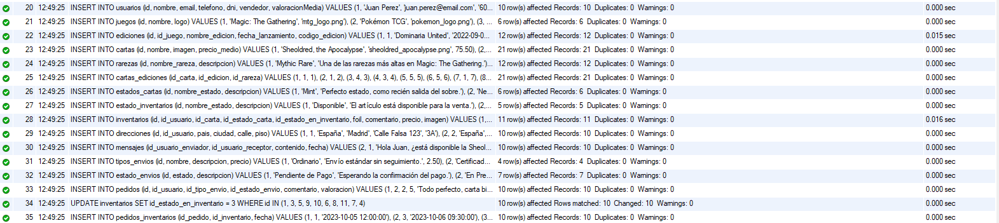 20 12:49:25 INSERT INTO usuarios (id, nombre, email, telefono, dni, vendedor, valoracionMedia) VALUES (1, 'Juan Perez', 'juan.perez@email.com', '60... 10 row(s) affected Records: 10 Duplicates: 0 Warnings: 0 0.000 sec
21 12:49:25 INSERT INTO juegos (id, nombre, logo) VALUES (1, 'Magic: The Gathering', 'mtg_logo.png'), (2, 'Pokémon TCG', 'pokemon_logo.png'), (3, ... 6 row(s) affected Records: 6 Duplicates: 0 Warnings: 0 0.000 sec
22 12:49:25 INSERT INTO ediciones (id, id_juego, nombre_edicion, fecha_lanzamiento, codigo_edicion) VALUES (1, 1, 'Dominaria United', '2022-09-0... 12 row(s) affected Records: 12 Duplicates: 0 Warnings: 0 0.015 sec
23 12:49:25 INSERT INTO cartas (id, nombre, imagen, precio_medio) VALUES (1, 'Sheoldred, the Apocalypse', 'sheoldred_apocalypse.png', 75.50), (2,... 21 row(s) affected Records: 21 Duplicates: 0 Warnings: 0 0.000 sec
24 12:49:25 INSERT INTO rarezas (id, nombre_rareza, descripcion) VALUES (1, 'Mythic Rare', 'Una de las rarezas más altas en Magic: The Gathering.')... 12 row(s) affected Records: 12 Duplicates: 0 Warnings: 0 0.000 sec
25 12:49:25 INSERT INTO cartas_ediciones (id_carta, id_edicion, id_rareza) VALUES (1, 1, 1), (2, 1, 2), (3, 4, 3), (4, 3, 4), (5, 5, 5), (6, 5, 6), (7, 1, 7), (8... 21 row(s) affected Records: 21 Duplicates: 0 Warnings: 0 0.000 sec
26 12:49:25 INSERT INTO estados_cartas (id, nombre_estado, descripcion) VALUES (1, 'Mint', 'Perfecto estado, como recién salida del sobre.'), (2, 'Ne... 6 row(s) affected Records: 6 Duplicates: 0 Warnings: 0 0.000 sec
27 12:49:25 INSERT INTO estado_inventarios (id, nombre_estado, descripcion) VALUES (1, 'Disponible', 'El artículo está disponible para la venta.'), (2,... 5 row(s) affected Records: 5 Duplicates: 0 Warnings: 0 0.000 sec
28 12:49:25 INSERT INTO inventarios (id, id_usuario, id_carta, id_estado_carta, id_estado_en_inventario, foil, comentario, precio, imagen) VALUES (1,... 11 row(s) affected Records: 11 Duplicates: 0 Warnings: 0 0.016 sec
29 12:49:25 INSERT INTO direcciones (id, id_usuario, pais, ciudad, calle, piso) VALUES (1, 1, 'España', 'Madrid', 'Calle Falsa 123', '3A'), (2, 2, 'España',... 10 row(s) affected Records: 10 Duplicates: 0 Warnings: 0 0.000 sec
30 12:49:25 INSERT INTO mensajes (id_usuario_enviador, id_usuario_receptor, contenido, fecha) VALUES (2, 1, 'Hola Juan, ¿está disponible la Sheol... 10 row(s) affected Records: 10 Duplicates: 0 Warnings: 0 0.000 sec
31 12:49:25 INSERT INTO tipos_envios (id, nombre, descripcion, precio) VALUES (1, 'Ordinario', 'Envío estándar sin seguimiento.', 2.50), (2, 'Certificad... 4 row(s) affected Records: 4 Duplicates: 0 Warnings: 0 0.000 sec
32 12:49:25 INSERT INTO estado_envios (id, estado, descripcion) VALUES (1, 'Pendiente de Pago', 'Esperando la confirmación del pago.'), (2, 'En Pre... 7 row(s) affected Records: 7 Duplicates: 0 Warnings: 0 0.000 sec
33 12:49:25 INSERT INTO pedidos (id, id_usuario, id_tipo_envio, id_estado_envio, comentario, valoracion) VALUES (1, 2, 2, 5, 'Todo perfecto, carta bi... 10 row(s) affected Records: 10 Duplicates: 0 Warnings: 0 0.000 sec
34 12:49:25 UPDATE inventarios SET id_estado_en_inventario = 3 WHERE id IN (1, 3, 5, 9, 10, 6, 8, 11, 7, 4) 10 row(s) affected Rows matched: 10 Changed: 10 Warnings: 0 0.000 sec
35 12:49:25 INSERT INTO pedidos_inventarios (id_pedido, id_inventario, fecha) VALUES (1, 1, '2023-10-05 12:00:00'), (2, 3, '2023-10-06 09:30:00'), (3... 10 row(s) affected Records: 10 Duplicates: 0 Warnings: 0 0.000 sec